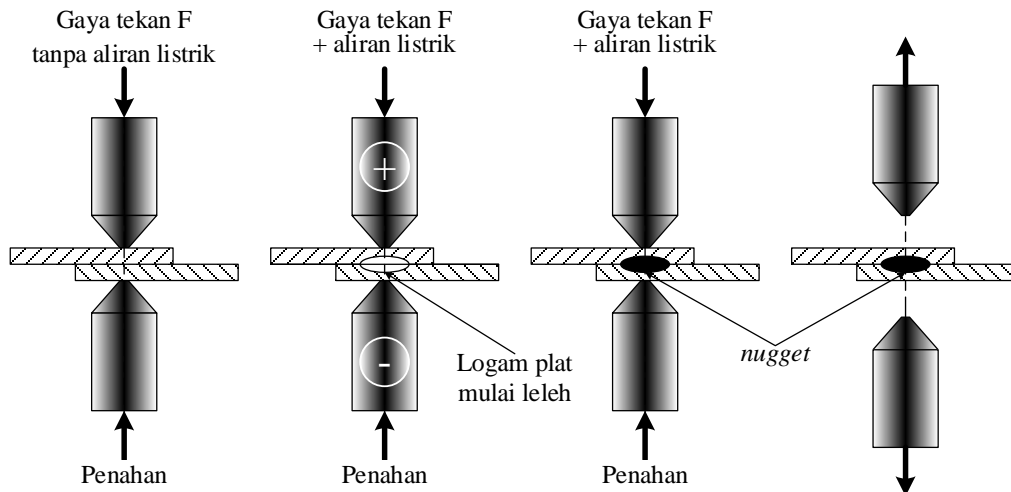 Gaya tekan F
tanpa aliran listrik
Gaya tekan F
+ aliran listrik
Gaya tekan F
+ aliran listrik
+
-
Logam plat
mulai leleh
nugget
Penahan
Penahan
Penahan